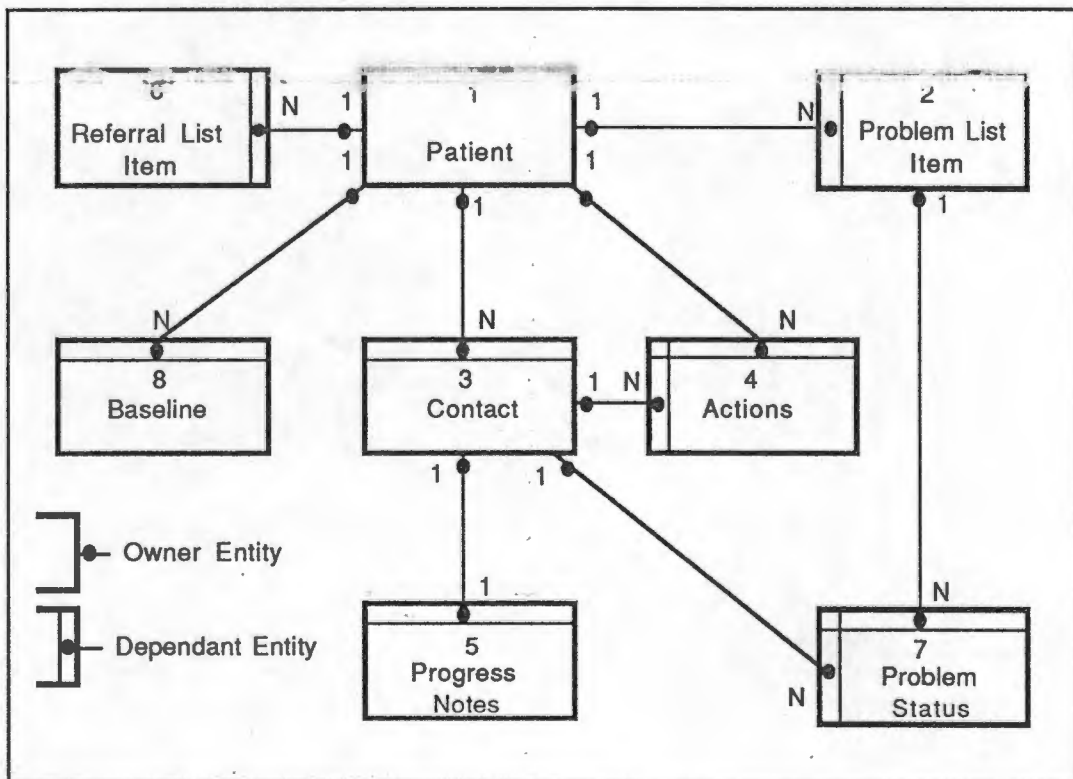 1
2
N
1
1
N
Referral List
Item
Patient
Problem List
Item
1
1
1
1
N
N
N
8
Baseline
3
Contact
1
N
4
Actions
1
1
Owner Entity
Dependant Entity
1
N
5
Progress
Notes
7
Problem
Status
N